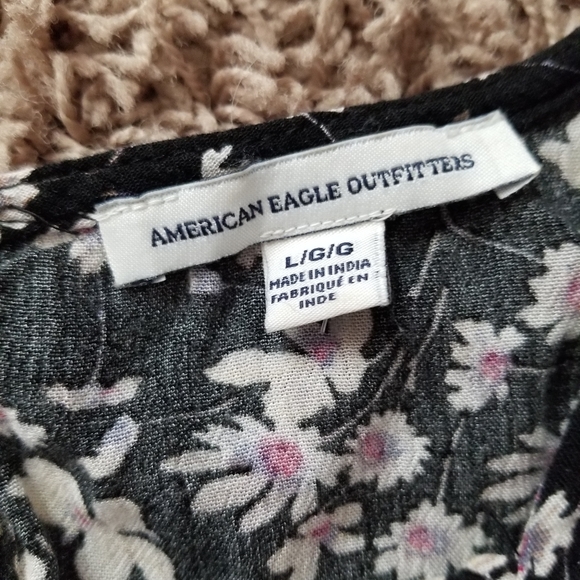 AMERICAN EAGLE OUTFITTERS
L/G/G
MADE IN INDIA
FABRIQUÉ EN
INDE